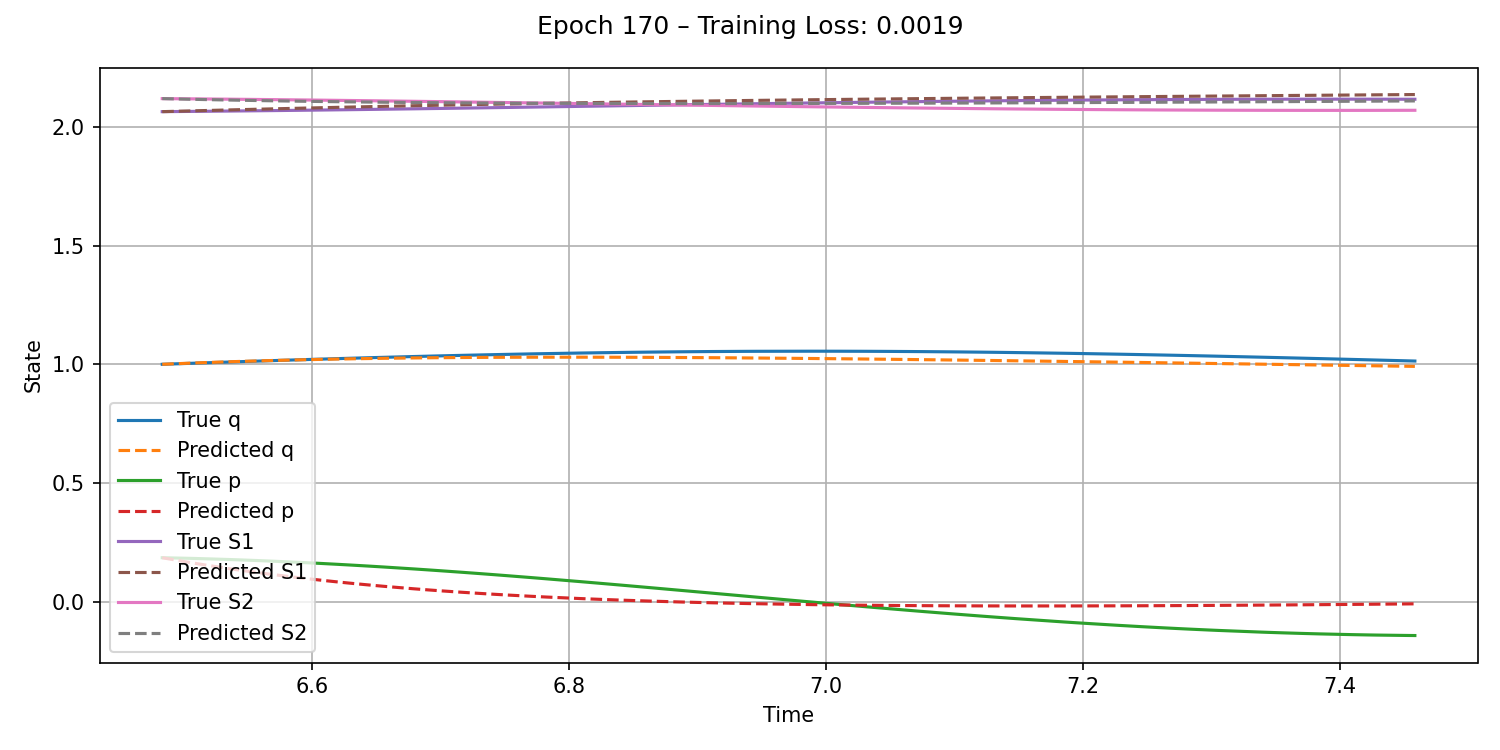 Epoch 170 – Training Loss: 0.0019
State
2.0
1.5
1.0
0.5
0.0
True q
Predicted q
True p
Predicted p
True S1
Predicted S1
True S2
Predicted S2
6.6 6.8 7.0 7.2 7.4
Time